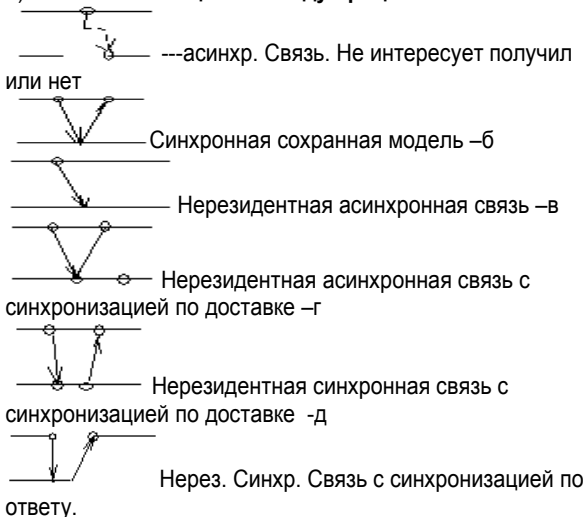 ---асинхр. Связь. Не интересует получил
или нет
Синхронная сохранная модель –б
Нерезидентная асинхронная связь –в
Нерезидентная асинхронная связь с
синхронизацией по доставке –г
Нерезидентная синхронная связь с
синхронизацией по доставке -д
Нерез. Синхр. Связь с синхронизацией по
ответу.